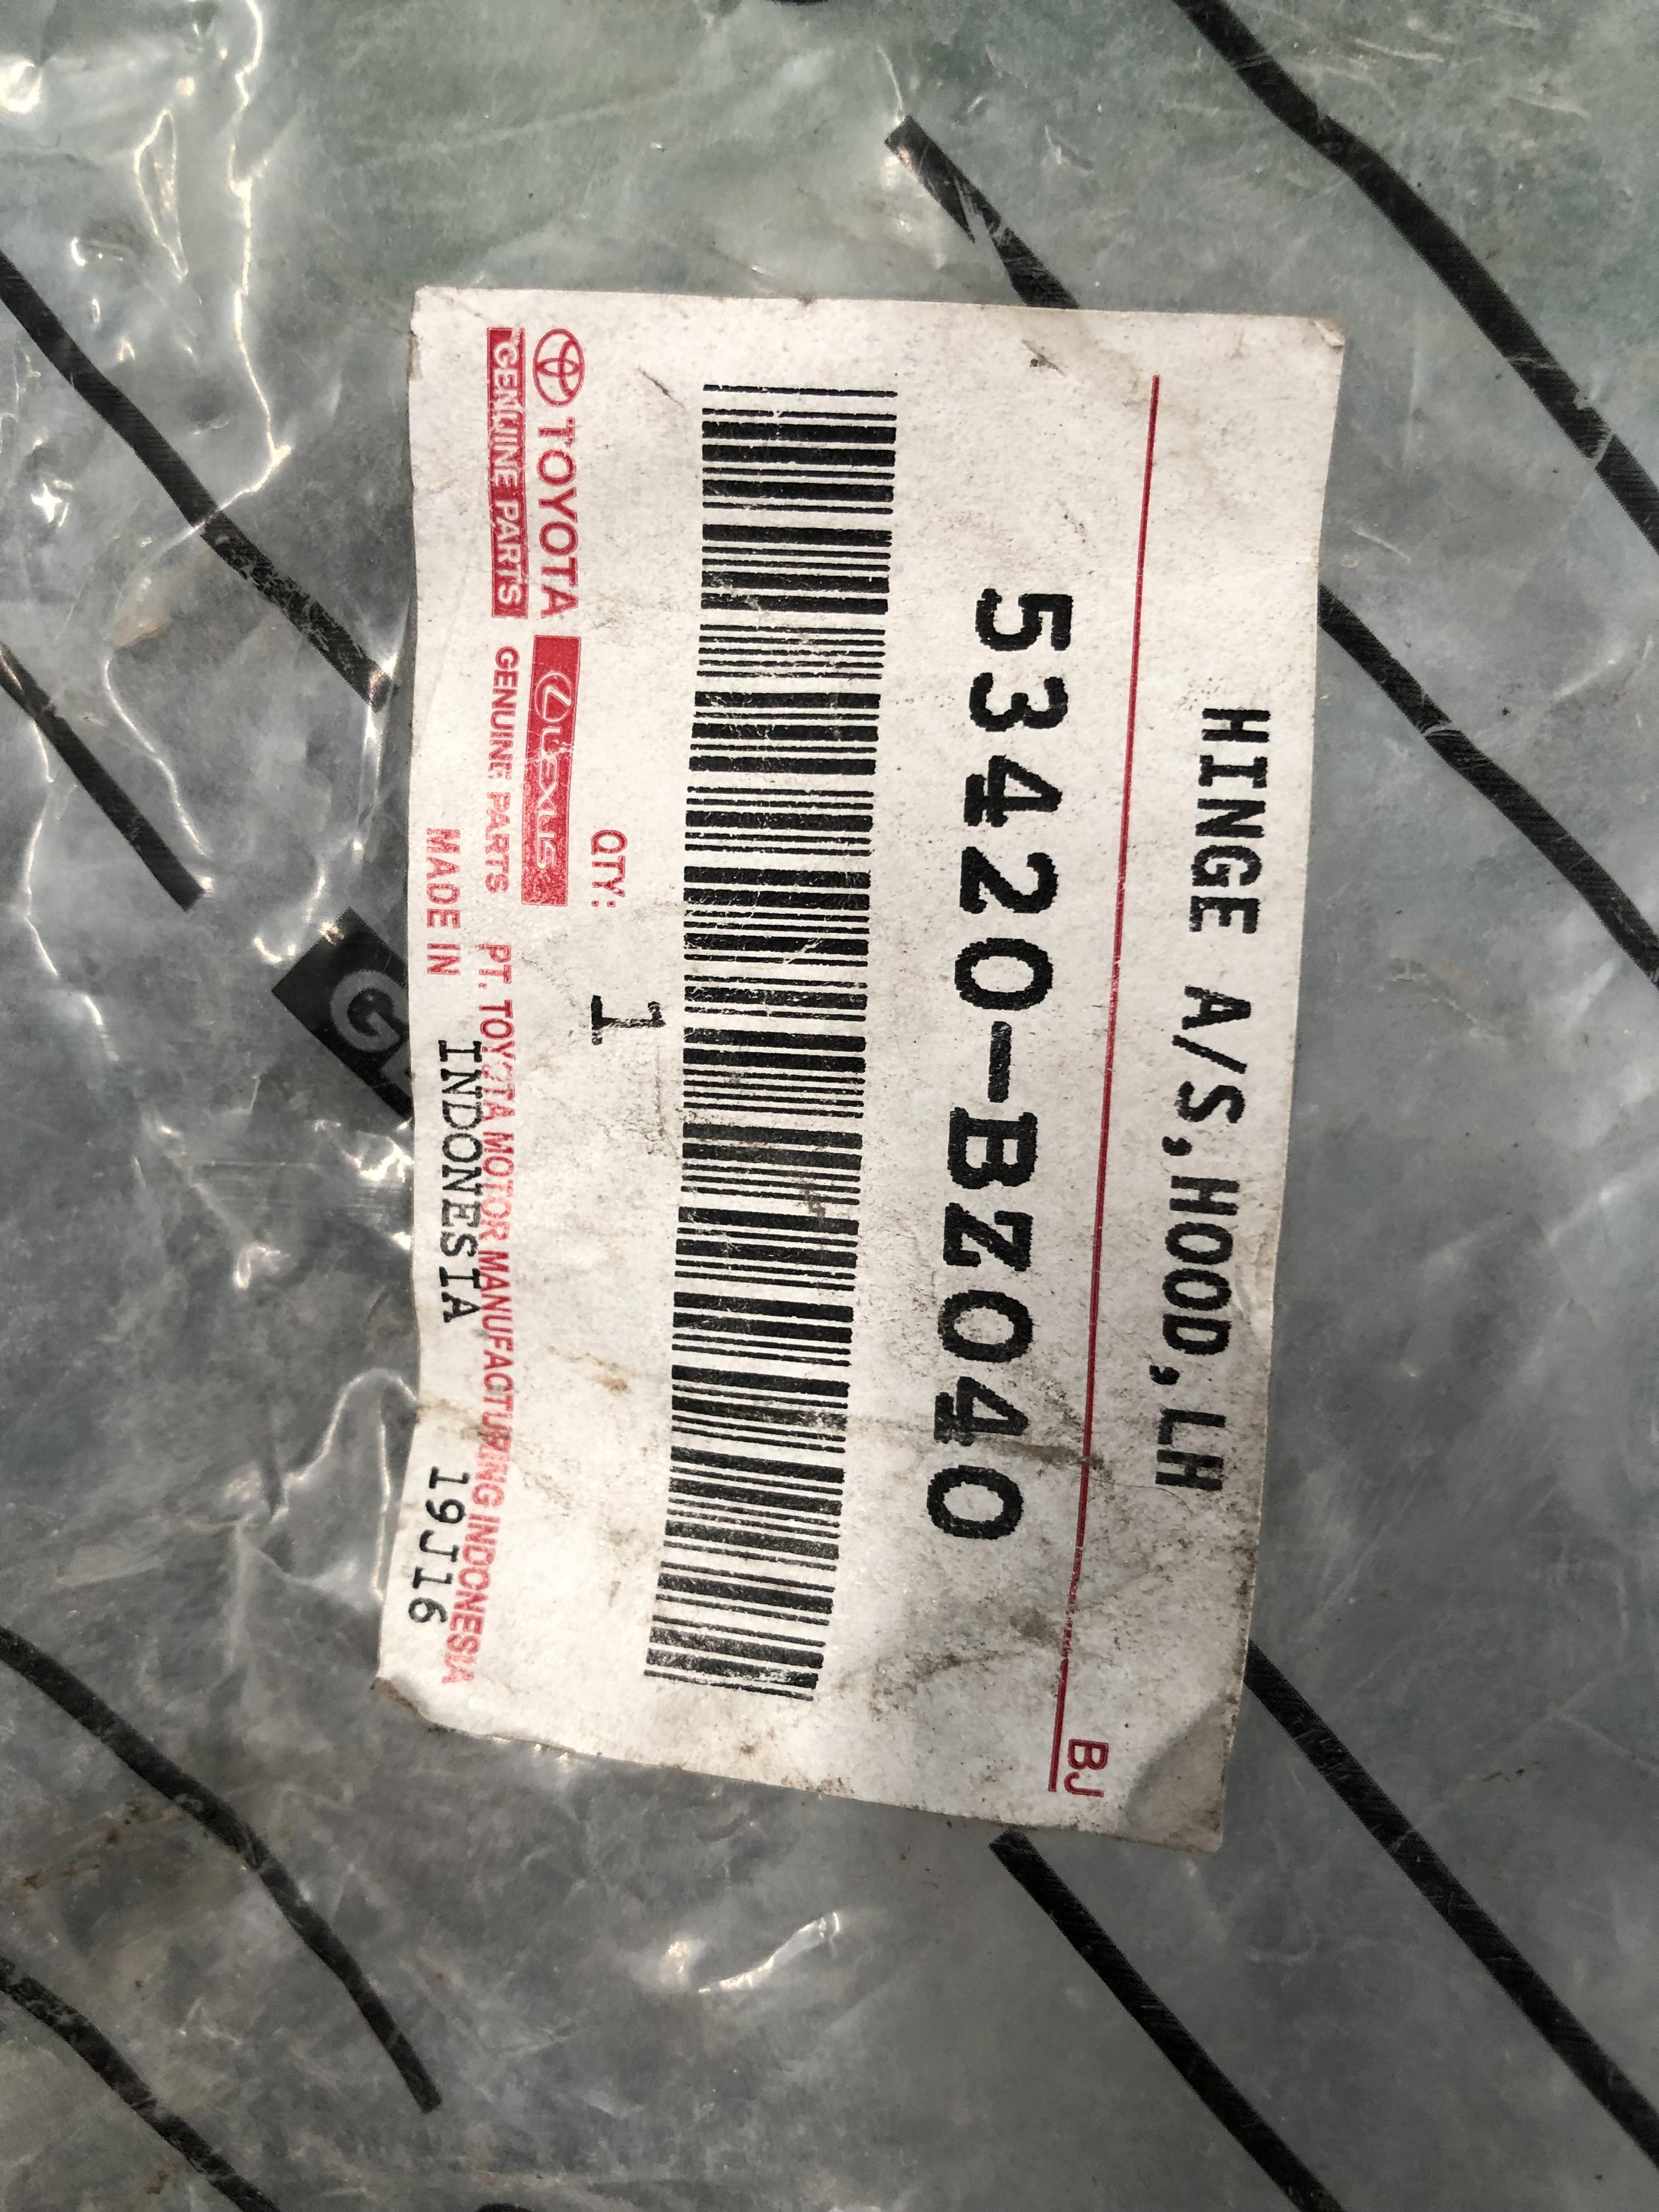 HINGE A/S,HOOD,LH
BJ
53420-BZ040
QTY: 1
TOYOTA LEXUS
GENUINE PARTS GENUINE PARTS PT. TOYOTA MOTOR MANUFACTURING INDONESIA
MADE IN INDONESIA 19J16